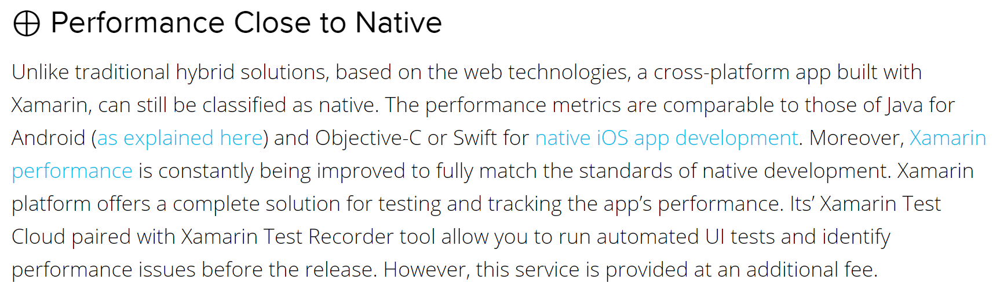 ⊕ Performance Close to Native
Unlike traditional hybrid solutions, based on the web technologies, a cross-platform app built with
Xamarin, can still be classified as native. The performance metrics are comparable to those of Java for
Android (as explained here) and Objective-C or Swift for native iOS app development. Moreover, Xamarin
performance is constantly being improved to fully match the standards of native development. Xamarin
platform offers a complete solution for testing and tracking the app’s performance. Its’ Xamarin Test
Cloud paired with Xamarin Test Recorder tool allow you to run automated UI tests and identify
performance issues before the release. However, this service is provided at an additional fee.